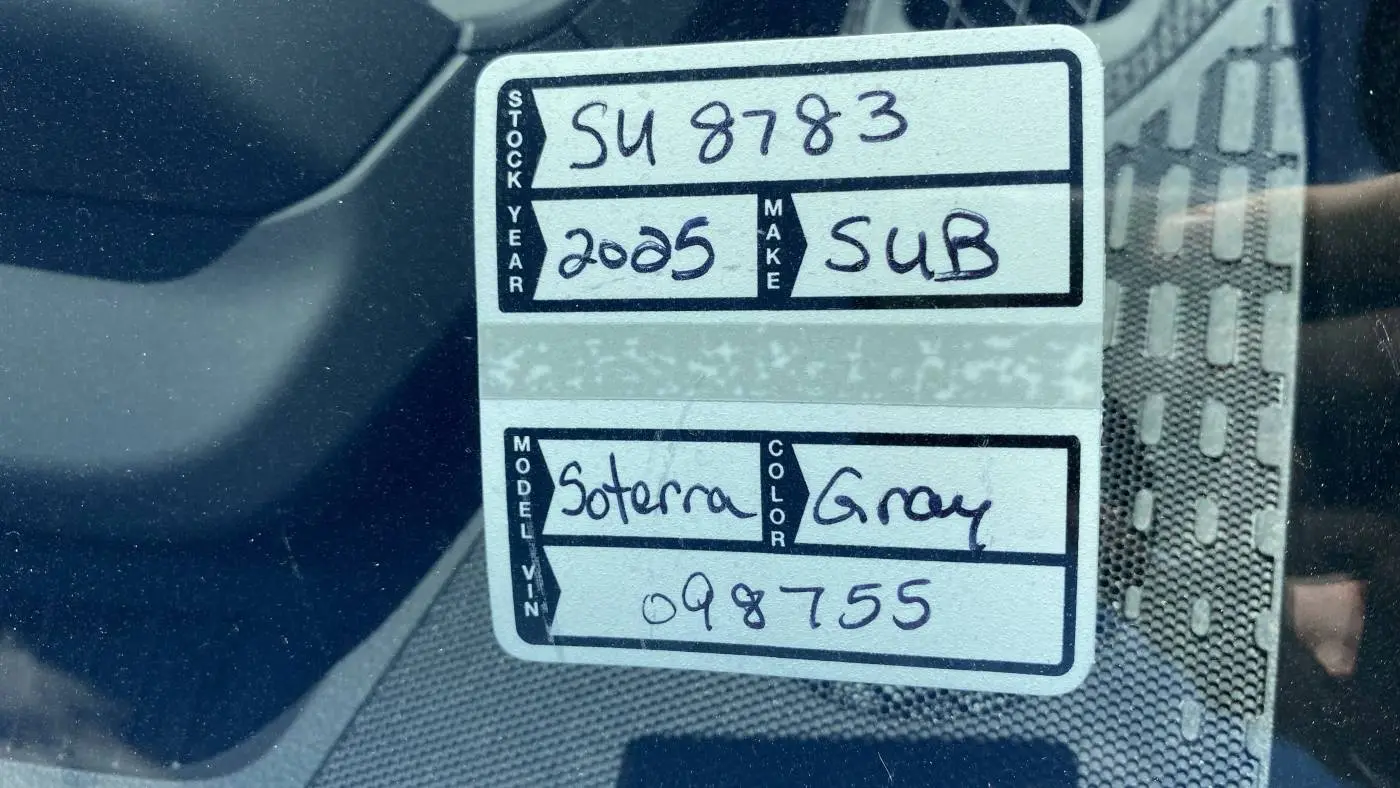 STOCK SU 8783
YEAR 2025 MAKE SUB
MODEL Soterra COLOR Gray
VIN 098755